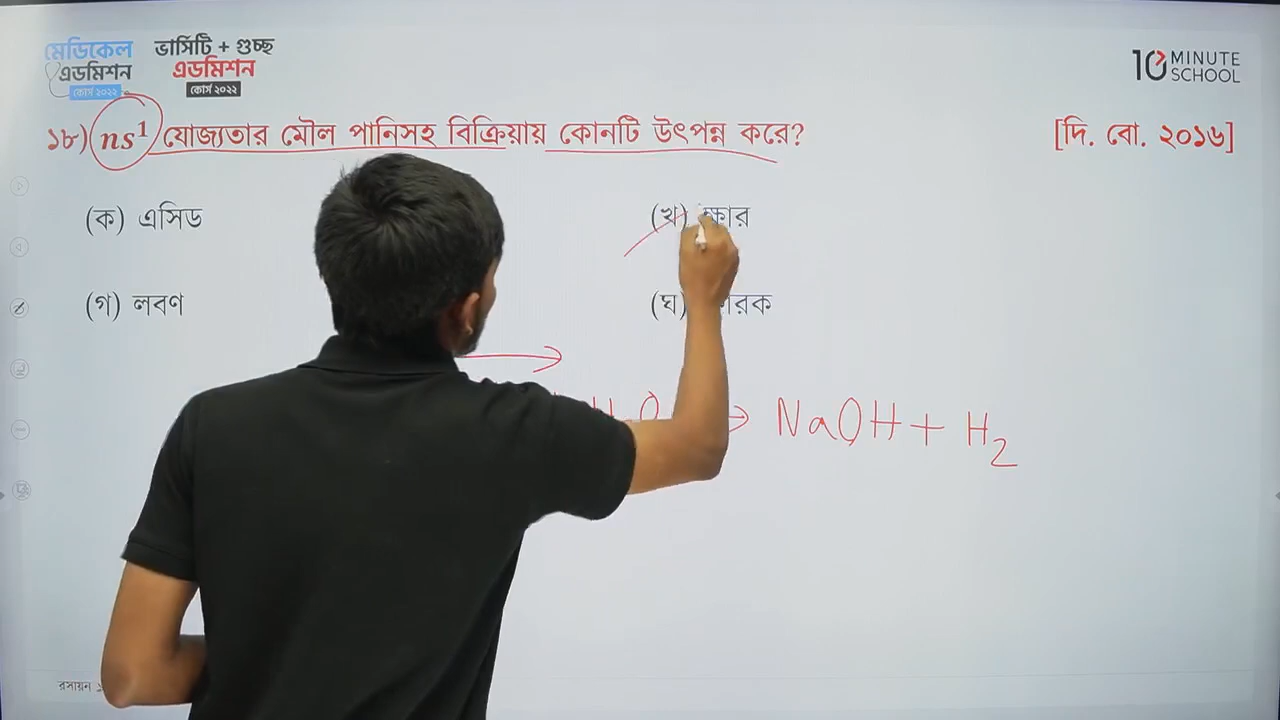 মেডিকেল
এডমিশন
কোর্স ২০২২
ভার্সিটি + গুচ্ছ
এডমিশন
কোর্স ২০২২
10 MINUTE SCHOOL
১৮) ns¹ যোজ্যতার মৌল পানিসহ বিক্রিয়ায় কোনটি উৎপন্ন করে? [দি. বো. ২০১৬]
(ক) এসিড
(খ) ক্ষার
(গ) লবণ
(ঘ)
→ NaOH + H₂
রসায়ন